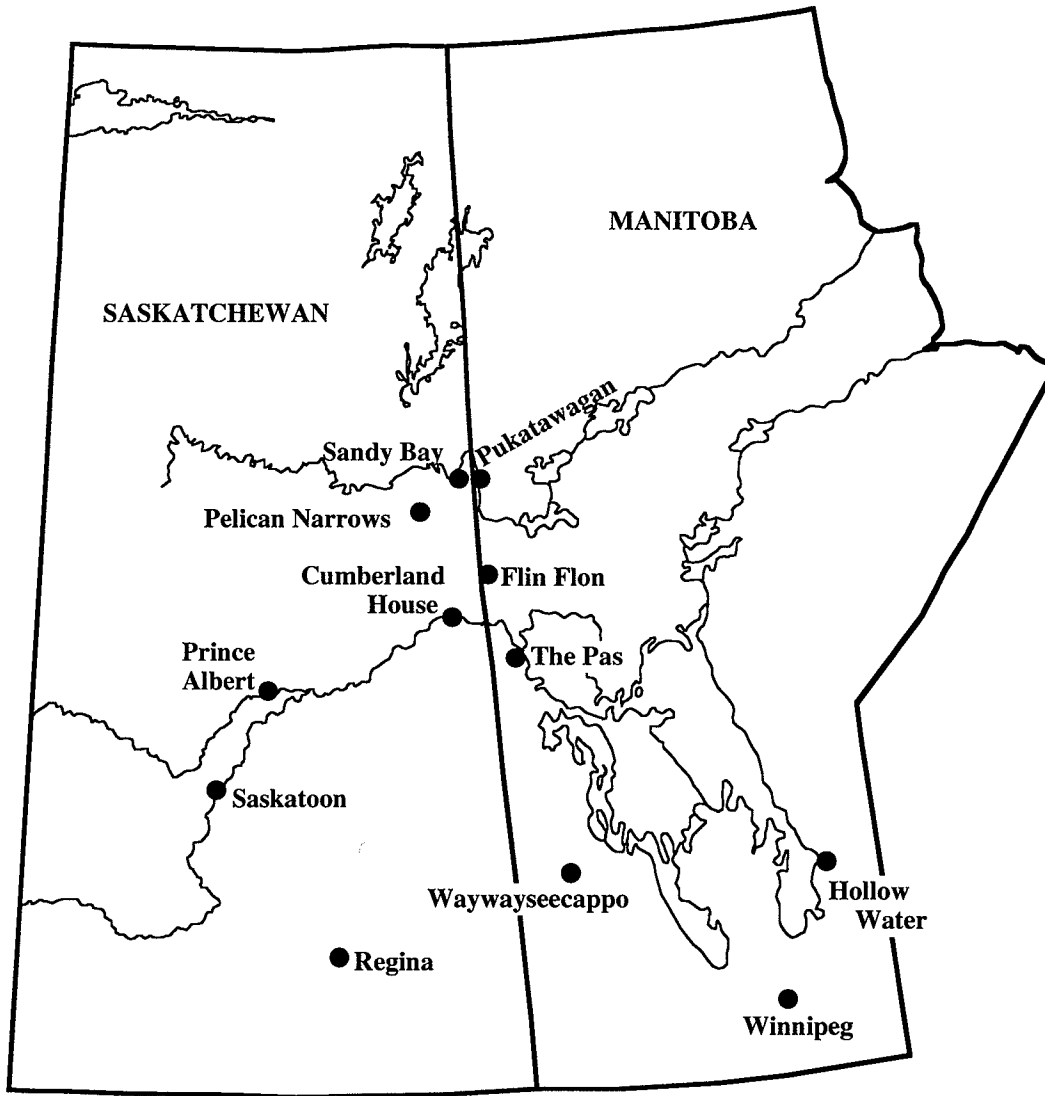 MANITOBA
SASKATCHEWAN
Pukatawagan
Sandy Bay
Pelican Narrows
Cumberland
House
Flin Flon
The Pas
Prince
Albert
Saskatoon
Waywayseecappo
Hollow
Water
Regina
Winnipeg